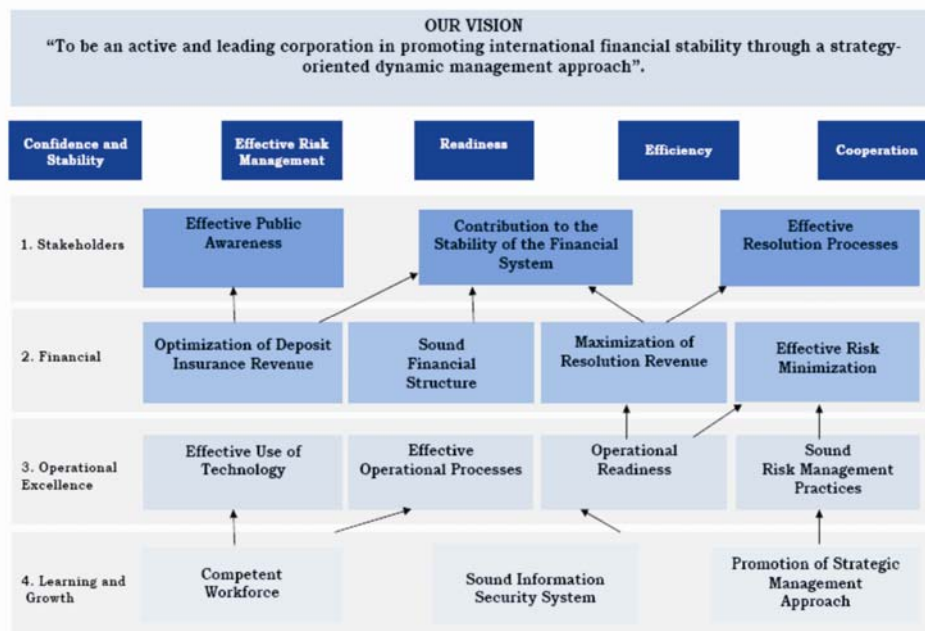 OUR VISION
“To be an active and leading corporation in promoting international financial stability through a strategy-
oriented dynamic management approach”.
Confidence and
Stability
Effective Risk
Management
Readiness
Efficiency
Cooperation
1. Stakeholders
Effective Public
Awareness
Contribution to the
Stability of the Financial
System
Effective
Resolution Processes
2. Financial
Optimization of Deposit
Insurance Revenue
Sound
Financial
Structure
Maximization of
Resolution Revenue
Effective Risk
Minimization
3. Operational
Excellence
Effective Use of
Technology
Effective
Operational Processes
Operational
Readiness
Sound
Risk Management
Practices
4. Learning and
Growth
Competent
Workforce
Sound Information
Security System
Promotion of Strategic
Management
Approach